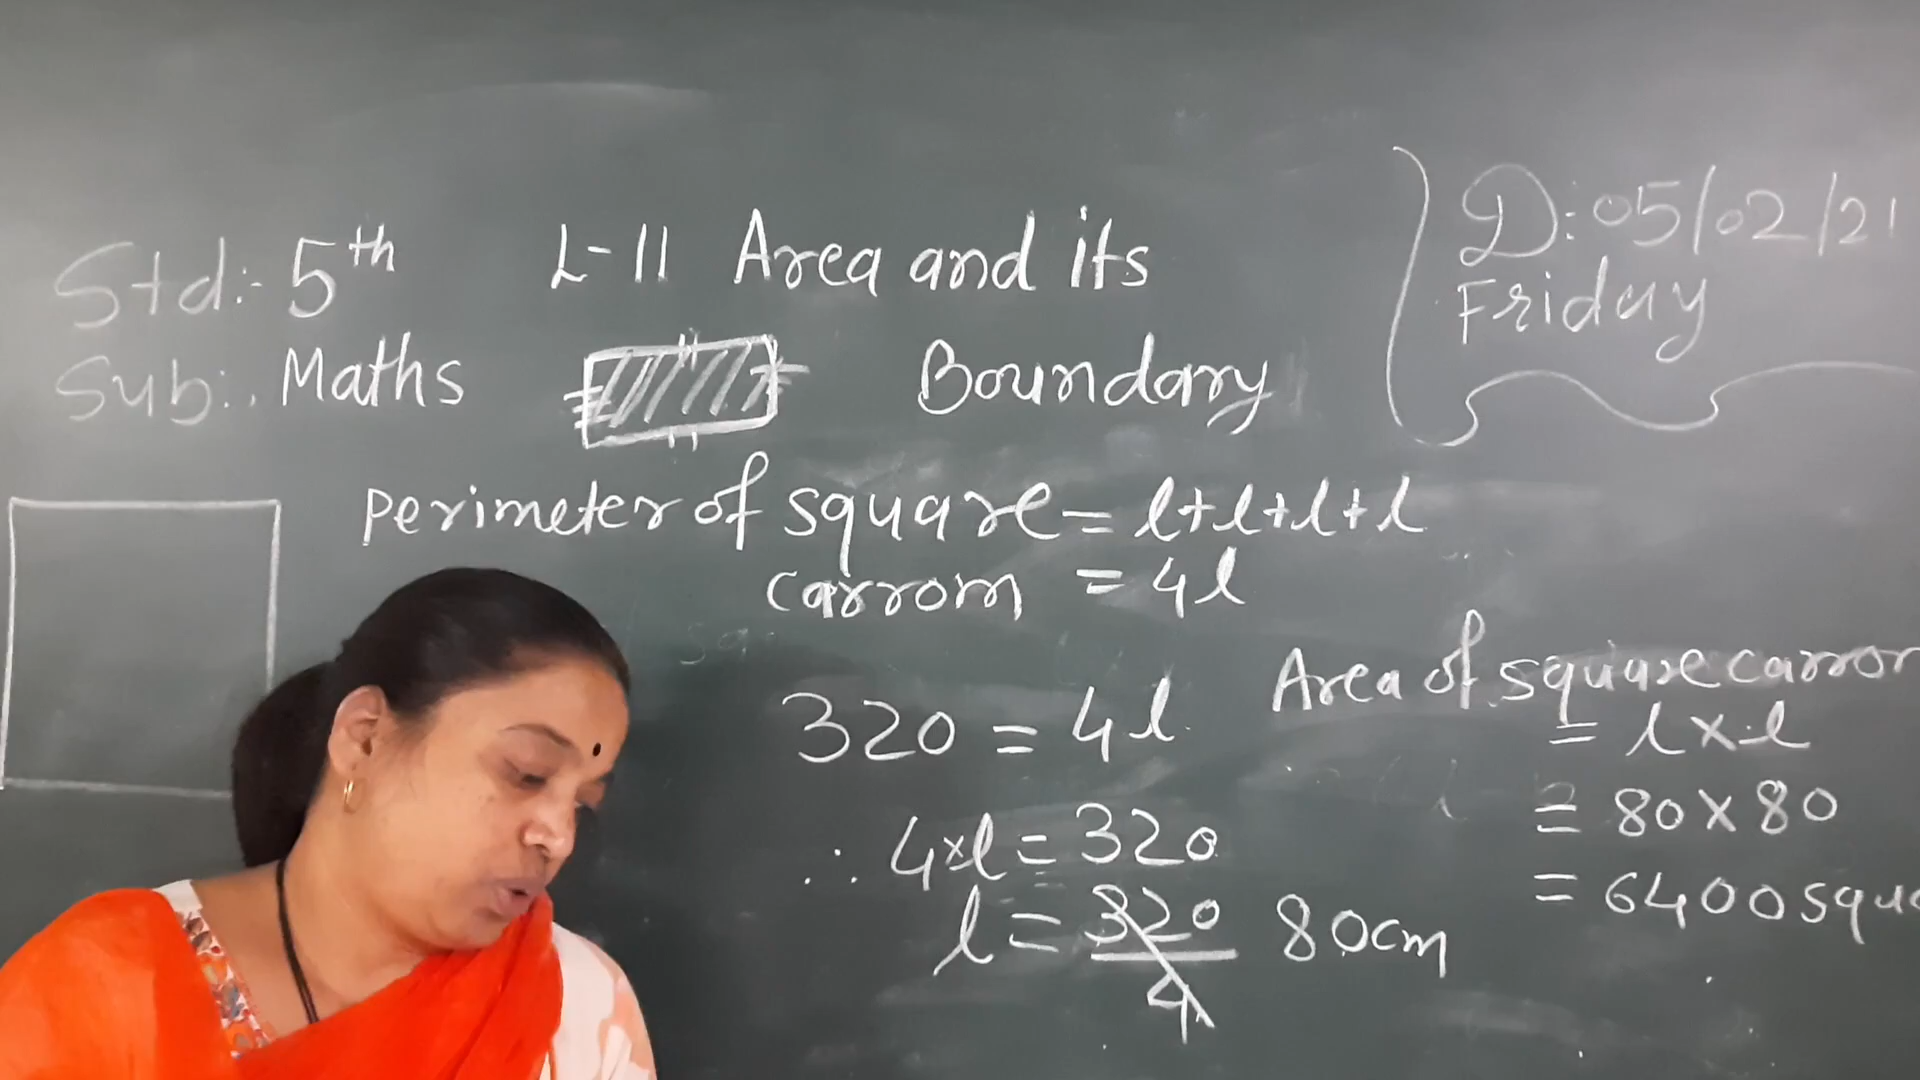 Std:- 5th
Sub:. Maths
L-11 Area and its
Boundary
D:05/02/21
Friday
Perimeter of square = l+l+l+l
carrom = 4l
320 = 4l
∴ 4×l = 320
l = 320/4 80cm
Area of square carrom
= l×l
= 80×80
= 6400 squa